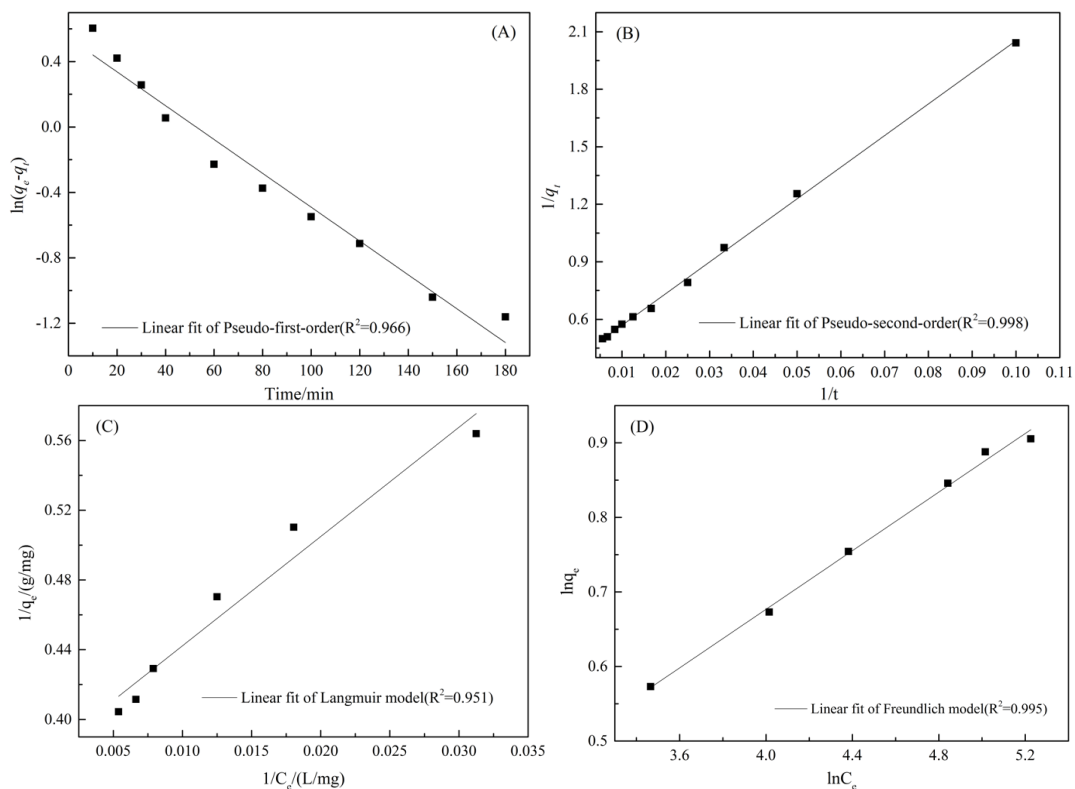 (A)
0.4
0.0
-0.4
-0.8
-1.2
ln(qe-qt)
Linear fit of Pseudo-first-order(R²=0.966)
0 20 40 60 80 100 120 140 160 180 200
Time/min
(B)
2.1
1.8
1.5
1.2
0.9
0.6
1/qt
Linear fit of Pseudo-second-order(R²=0.998)
0.01 0.02 0.03 0.04 0.05 0.06 0.07 0.08 0.09 0.10 0.11
1/t
(C)
0.56
0.52
0.48
0.44
0.40
1/qe/(g/mg)
Linear fit of Langmuir model(R²=0.951)
0.005 0.010 0.015 0.020 0.025 0.030 0.035
1/Ce/(L/mg)
(D)
0.9
0.8
0.7
0.6
0.5
lnqe
Linear fit of Freundlich model(R²=0.995)
3.6 4.0 4.4 4.8 5.2
lnCe